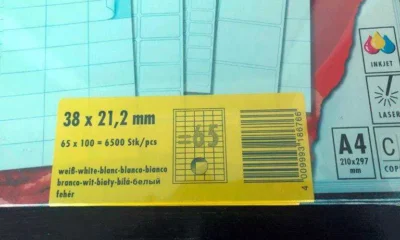 38 x 21,2 mm
65 x 100 = 6500 Stk/pcs
=65
weiß-white-blanc-bianco-blanco
branco-wit-biały-bílá-белый
fehér
4 009993 186766
INKJET
LASER
A4
210x297
mm
C
COPY